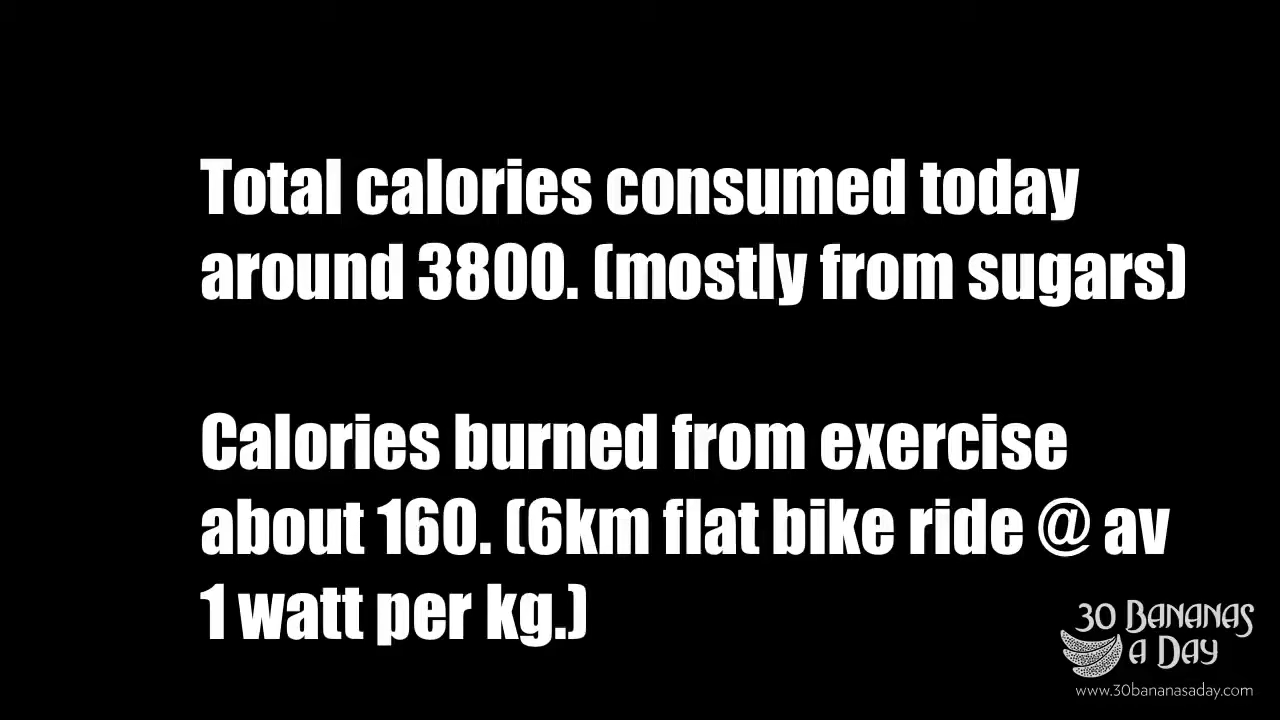 Total calories consumed today
around 3800. (mostly from sugars)
Calories burned from exercise
about 160. (6km flat bike ride @ av
1 watt per kg.)
30 BANANAS
A DAY
www.30bananasaday.com